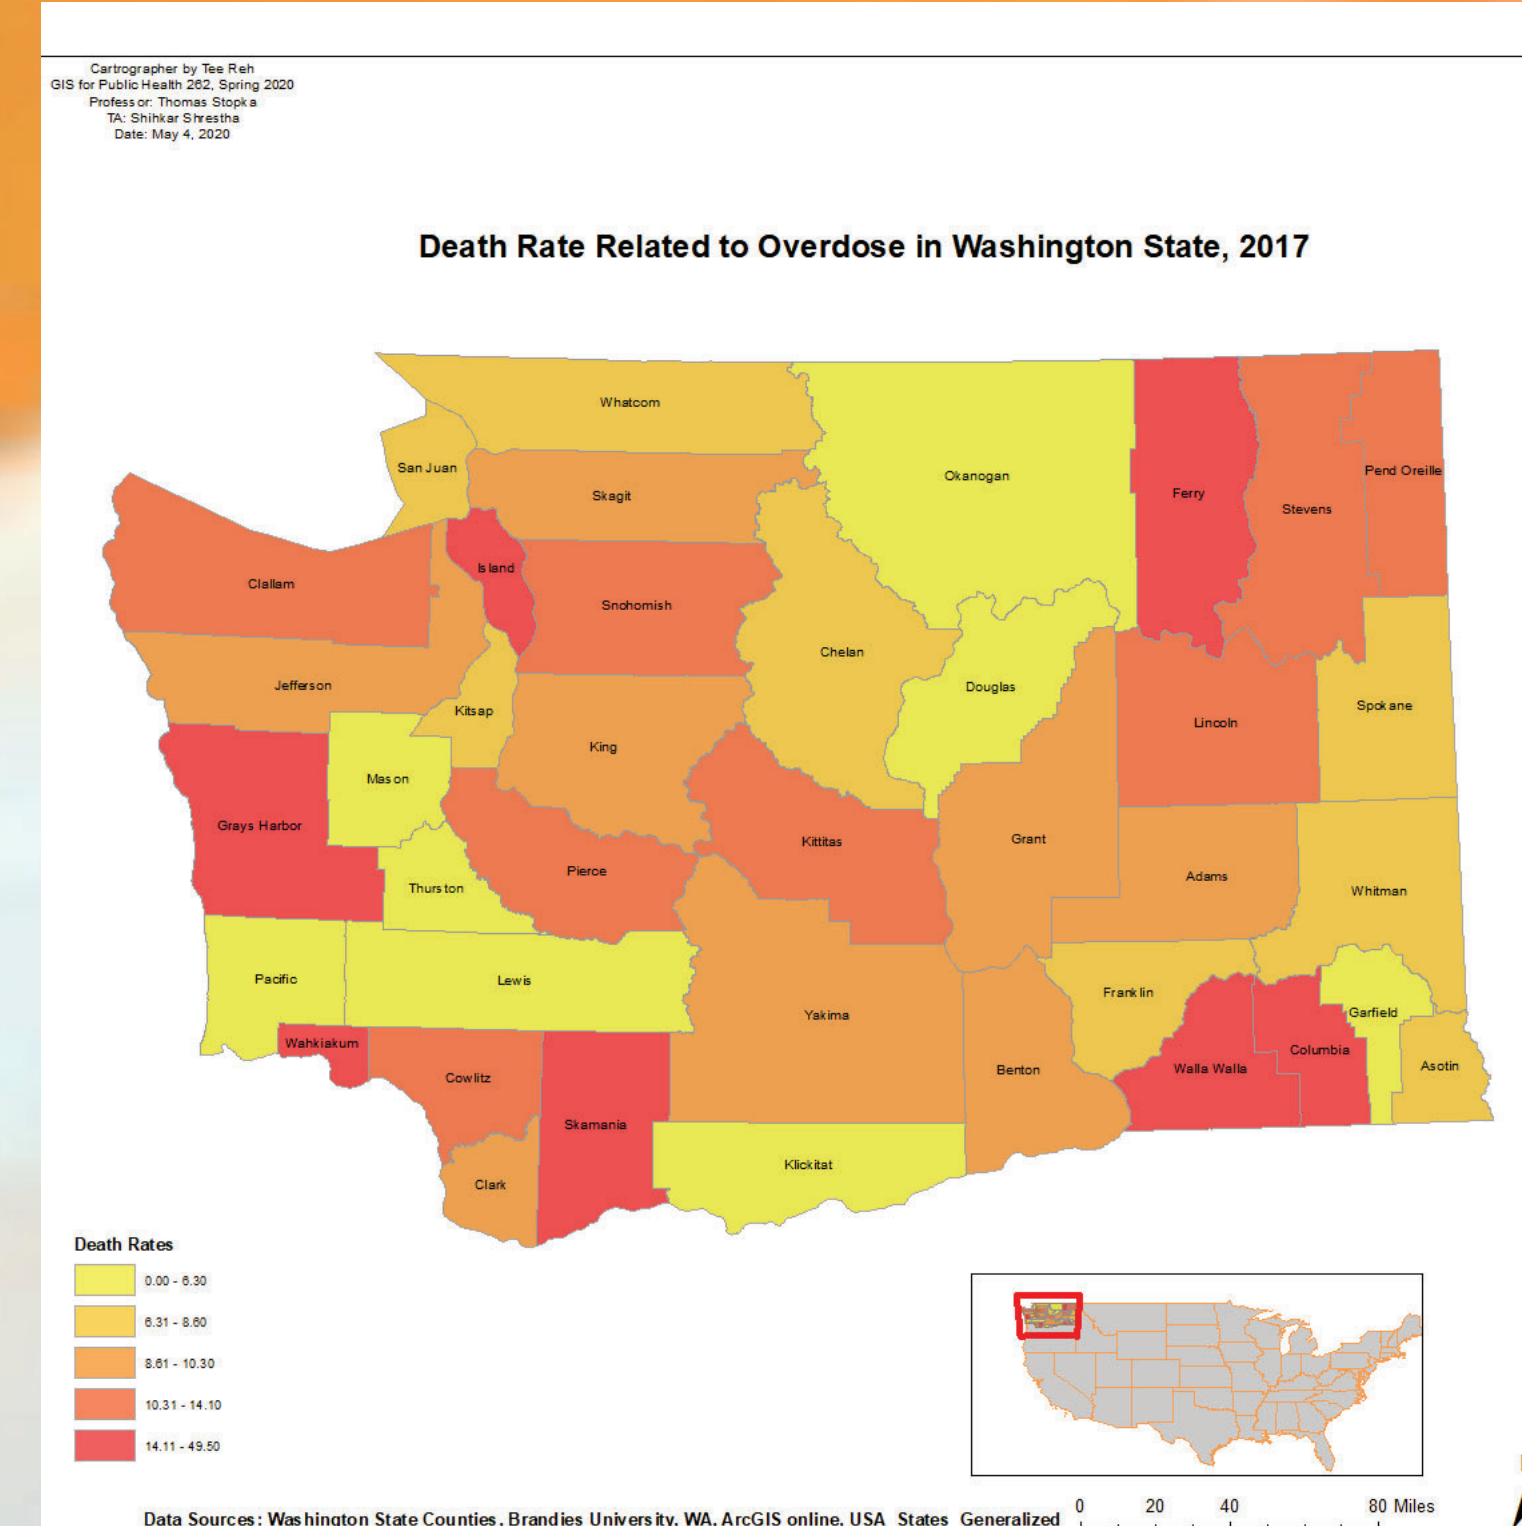 Cartrographer by Tee Reh
GIS for Public Health 262, Spring 2020
Professor: Thomas Stopka
TA: Shihkar Shrestha
Date: May 4, 2020
Death Rate Related to Overdose in Washington State, 2017
Whatcom
San Juan
Okanogan
Pend Oreille
Skagit
Ferry
Stevens
Island
Clallam
Snohomish
Chelan
Jefferson
Douglas
Kitsap
Spokane
Lincoln
King
Mason
Grays Harbor
Kittitas
Grant
Pierce
Adams
Thurston
Whitman
Pacific
Lewis
Franklin
Garfield
Yakima
Wahkiakum
Columbia
Asotin
Walla Walla
Benton
Cowlitz
Skamania
Klickitat
Clark
Death Rates
0.00 - 6.30
6.31 - 8.60
8.61 - 10.30
10.31 - 14.10
14.11 - 49.50
0 20 40 80 Miles
Data Sources: Washington State Counties, Brandies University, WA, ArcGIS online, USA States Generalized